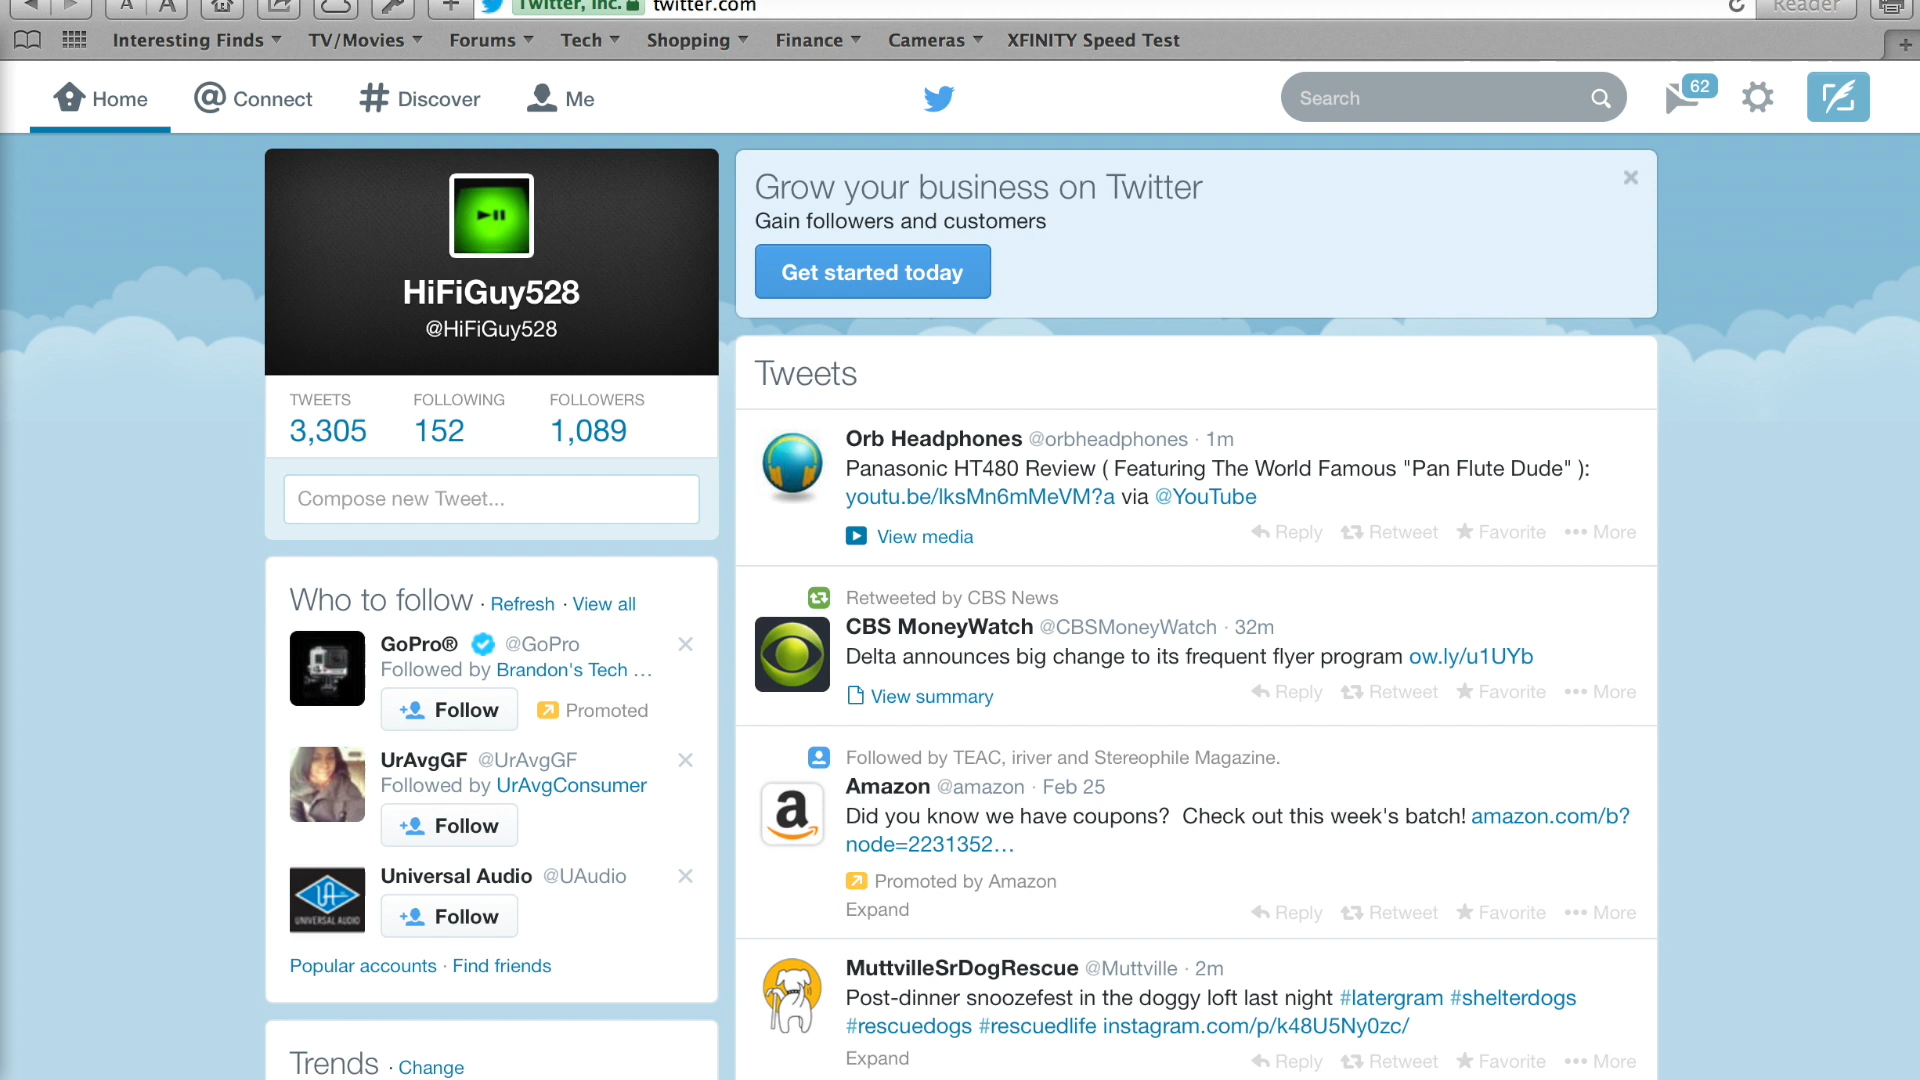 A A Twitter, Inc. twitter.com Reader
Interesting Finds TV/Movies Forums Tech Shopping Finance Cameras XFINITY Speed Test
Home Connect Discover Me Search 62
HiFiGuy528
@HiFiGuy528
TWEETS FOLLOWING FOLLOWERS
3,305 152 1,089
Compose new Tweet...
Who to follow · Refresh · View all
GoPro® @GoPro
Followed by Brandon's Tech ...
Follow Promoted
UrAvgGF @UrAvgGF
Followed by UrAvgConsumer
Follow
UNIVERSAL AUDIO
Universal Audio @UAudio
Follow
Popular accounts · Find friends
Trends · Change
Grow your business on Twitter
Gain followers and customers
Get started today
Tweets
Orb Headphones @orbheadphones · 1m
Panasonic HT480 Review ( Featuring The World Famous "Pan Flute Dude" ):
youtu.be/lksMn6mMeVM?a via @YouTube
View media Reply Retweet Favorite More
Retweeted by CBS News
CBS MoneyWatch @CBSMoneyWatch · 32m
Delta announces big change to its frequent flyer program ow.ly/u1UYb
View summary Reply Retweet Favorite More
Followed by TEAC, iriver and Stereophile Magazine.
Amazon @amazon · Feb 25
Did you know we have coupons? Check out this week's batch! amazon.com/b?
node=2231352...
Promoted by Amazon
Expand Reply Retweet Favorite More
MuttvilleSrDogRescue @Muttville · 2m
Post-dinner snoozefest in the doggy loft last night #latergram #shelterdogs
#rescuedogs #rescuedlife instagram.com/p/k48U5Ny0zc/
Expand Reply Retweet Favorite More